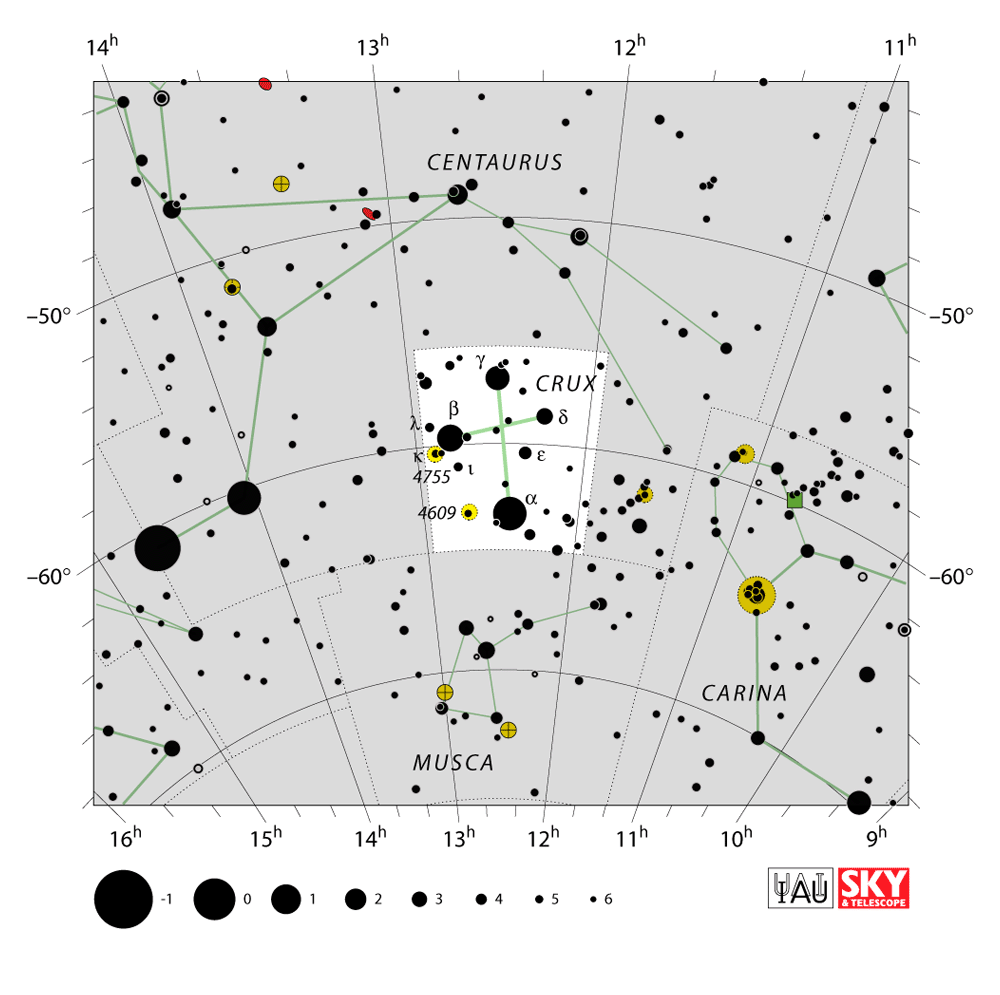 14h 13h 12h 11h
CENTAURUS
–50° –50°
γ CRUX
β δ
λ
κ ε
4755 ι
α
4609
–60° –60°
CARINA
MUSCA
16h 15h 14h 13h 12h 11h 10h 9h
-1 0 1 2 3 4 5 6
IAU
SKY
& TELESCOPE